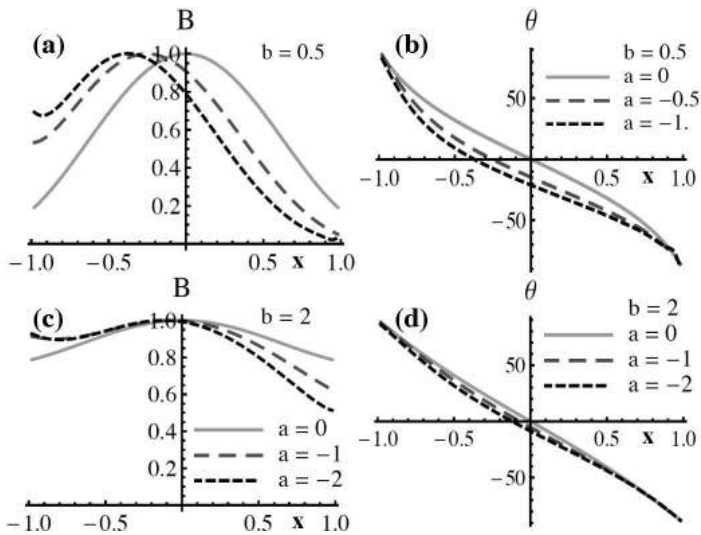 B
(a)
1.0
b = 0.5
0.8
0.6
0.4
0.2
−1.0 −0.5 0.5 x 1.0
θ
(b)
b = 0.5
a = 0
50
a = −0.5
a = −1.
−1.0 −0.5 0.5 x 1.0
−50
B
(c)
1.0
b = 2
0.8
0.6
0.4
a = 0
a = −1
0.2
a = −2
−1.0 −0.5 0.5 x 1.0
θ
(d)
b = 2
a = 0
50
a = −1
a = −2
−1.0 −0.5 0.5 x 1.0
−50